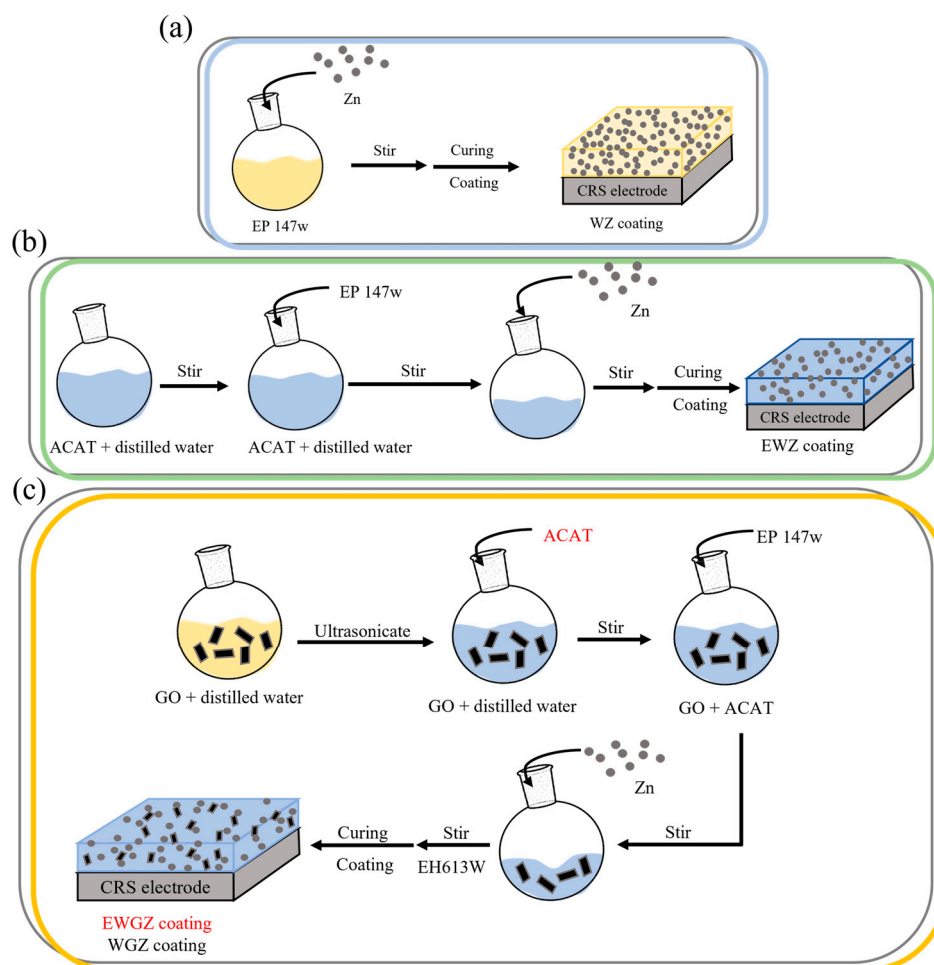 (a)
Zn
Stir
Curing
Coating
CRS electrode
EP 147w
WZ coating
(b)
EP 147w
Zn
Stir
Stir
Stir
Curing
Coating
CRS electrode
ACAT + distilled water
ACAT + distilled water
EWZ coating
(c)
ACAT
EP 147w
Ultrasonicate
Stir
GO + distilled water
GO + distilled water
GO + ACAT
Zn
Stir
Stir
EH613W
Curing
Coating
CRS electrode
EWGZ coating
WGZ coating